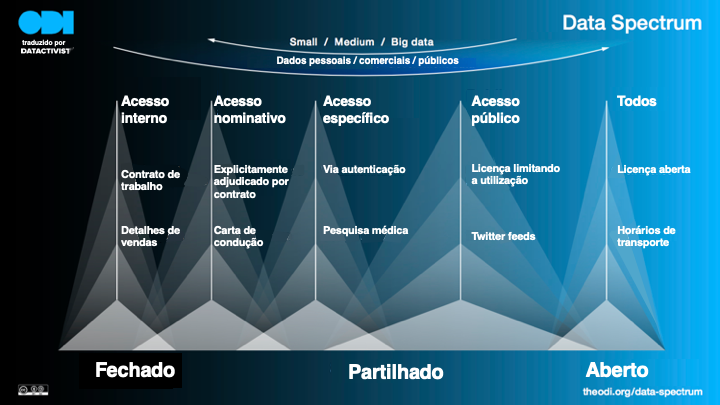 ODI
traduzido por
DATACTIVIST
Data Spectrum
Small / Medium / Big data
Dados pessoais / comerciais / públicos
Acesso
interno
Acesso
nominativo
Acesso
específico
Acesso
público
Todos
Contrato de
trabalho
Explicitamente
adjudicado por
contrato
Via autenticação
Licença limitando
a utilização
Licença aberta
Detalhes de
vendas
Carta de
condução
Pesquisa médica
Twitter feeds
Horários de
transporte
Fechado
Partilhado
Aberto
theodi.org/data-spectrum